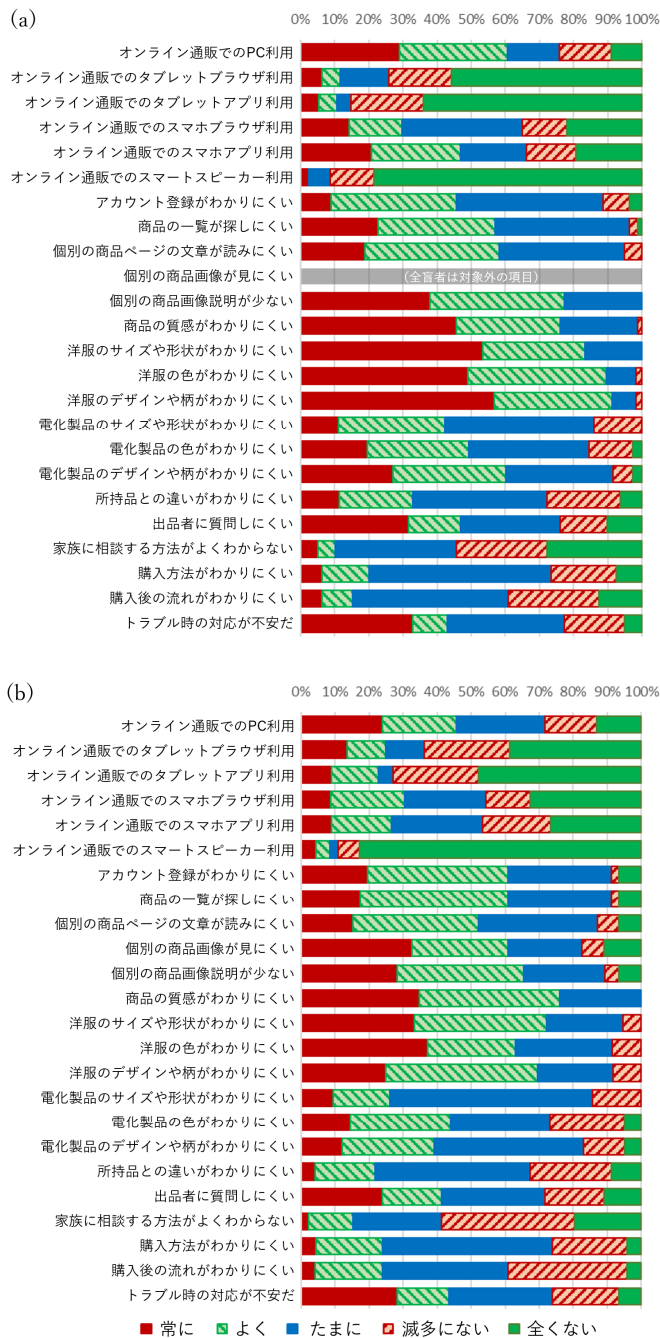 (a)
0% 10% 20% 30% 40% 50% 60% 70% 80% 90% 100%
オンライン通販でのPC利用
オンライン通販でのタブレットブラウザ利用
オンライン通販でのタブレットアプリ利用
オンライン通販でのスマホブラウザ利用
オンライン通販でのスマホアプリ利用
オンライン通販でのスマートスピーカー利用
アカウント登録がわかりにくい
商品の一覧が探しにくい
個別の商品ページの文章が読みにくい
個別の商品画像が見にくい (全盲者は対象外の項目)
個別の商品画像説明が少ない
商品の質感がわかりにくい
洋服のサイズや形状がわかりにくい
洋服の色がわかりにくい
洋服のデザインや柄がわかりにくい
電化製品のサイズや形状がわかりにくい
電化製品の色がわかりにくい
電化製品のデザインや柄がわかりにくい
所持品との違いがわかりにくい
出品者に質問しにくい
家族に相談する方法がよくわからない
購入方法がわかりにくい
購入後の流れがわかりにくい
トラブル時の対応が不安だ
(b)
0% 10% 20% 30% 40% 50% 60% 70% 80% 90% 100%
オンライン通販でのPC利用
オンライン通販でのタブレットブラウザ利用
オンライン通販でのタブレットアプリ利用
オンライン通販でのスマホブラウザ利用
オンライン通販でのスマホアプリ利用
オンライン通販でのスマートスピーカー利用
アカウント登録がわかりにくい
商品の一覧が探しにくい
個別の商品ページの文章が読みにくい
個別の商品画像が見にくい
個別の商品画像説明が少ない
商品の質感がわかりにくい
洋服のサイズや形状がわかりにくい
洋服の色がわかりにくい
洋服のデザインや柄がわかりにくい
電化製品のサイズや形状がわかりにくい
電化製品の色がわかりにくい
電化製品のデザインや柄がわかりにくい
所持品との違いがわかりにくい
出品者に質問しにくい
家族に相談する方法がよくわからない
購入方法がわかりにくい
購入後の流れがわかりにくい
トラブル時の対応が不安だ
常に よく たまに 滅多にない 全くない